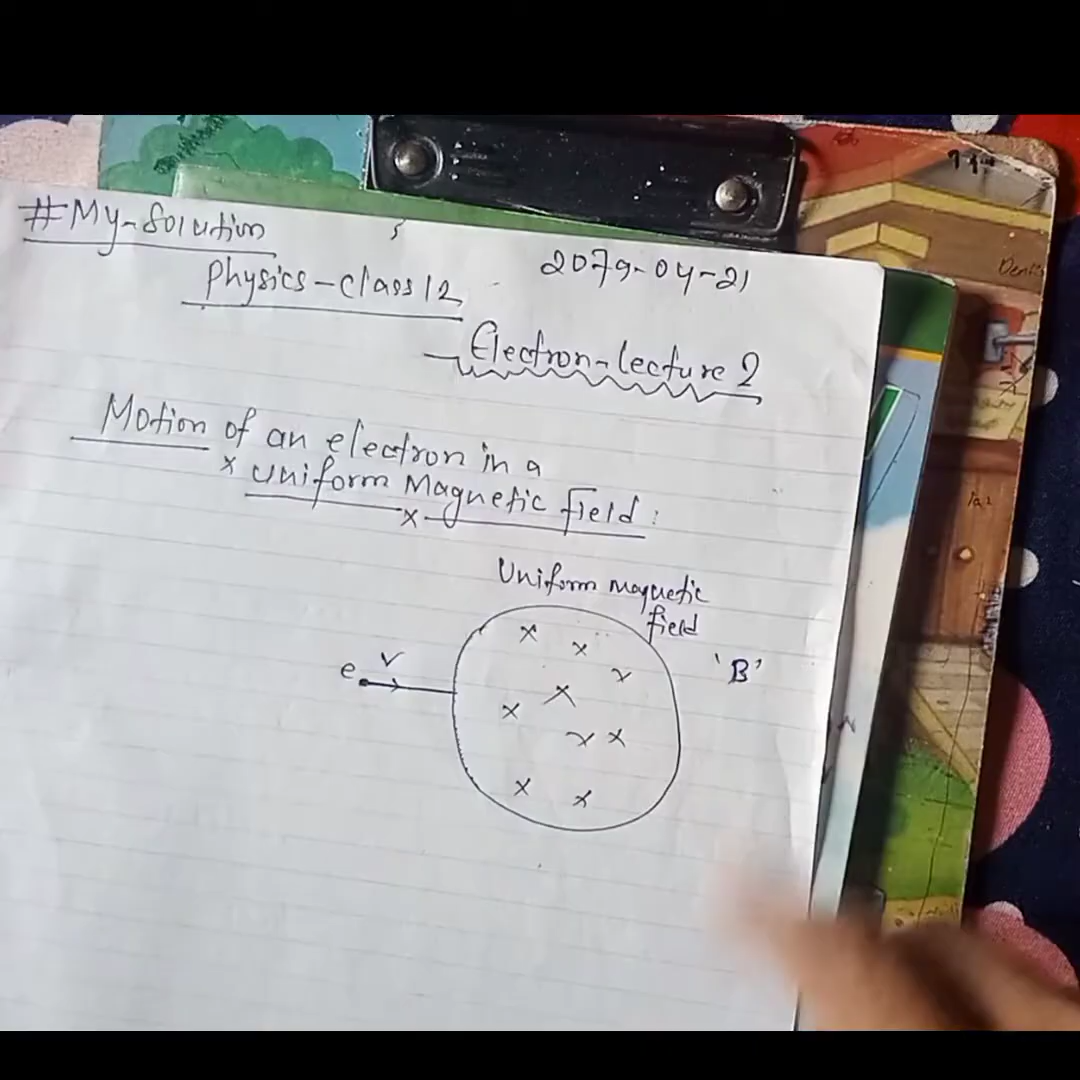 #My-Solution
Physics-class 12
2079-04-21
Electron-lecture 2
Motion of an electron in a
Uniform Magnetic field:
Uniform magnetic
field
'B'
e
v